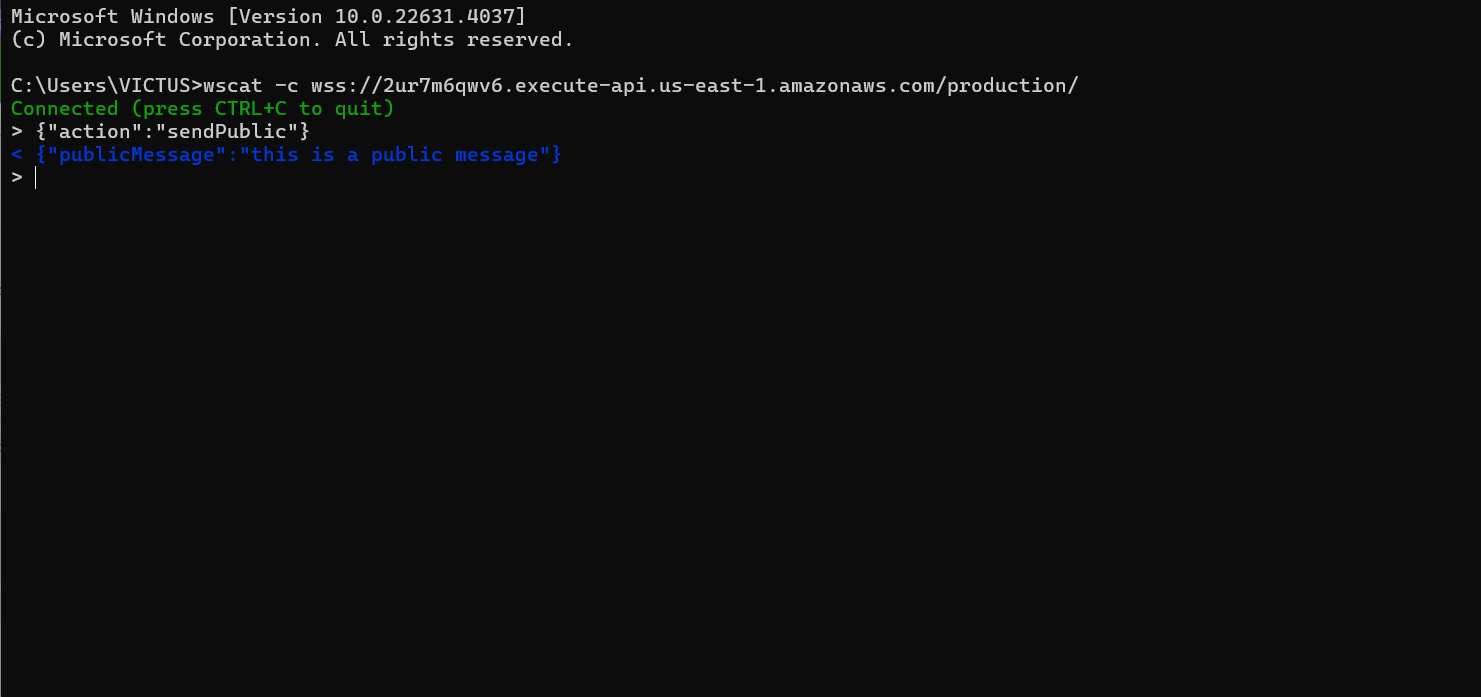 Microsoft Windows [Version 10.0.22631.4037]
(c) Microsoft Corporation. All rights reserved.
C:\Users\VICTUS>wscat -c wss://2ur7m6qwv6.execute-api.us-east-1.amazonaws.com/production/
Connected (press CTRL+C to quit)
> {"action":"sendPublic"}
< {"publicMessage":"this is a public message"}
>